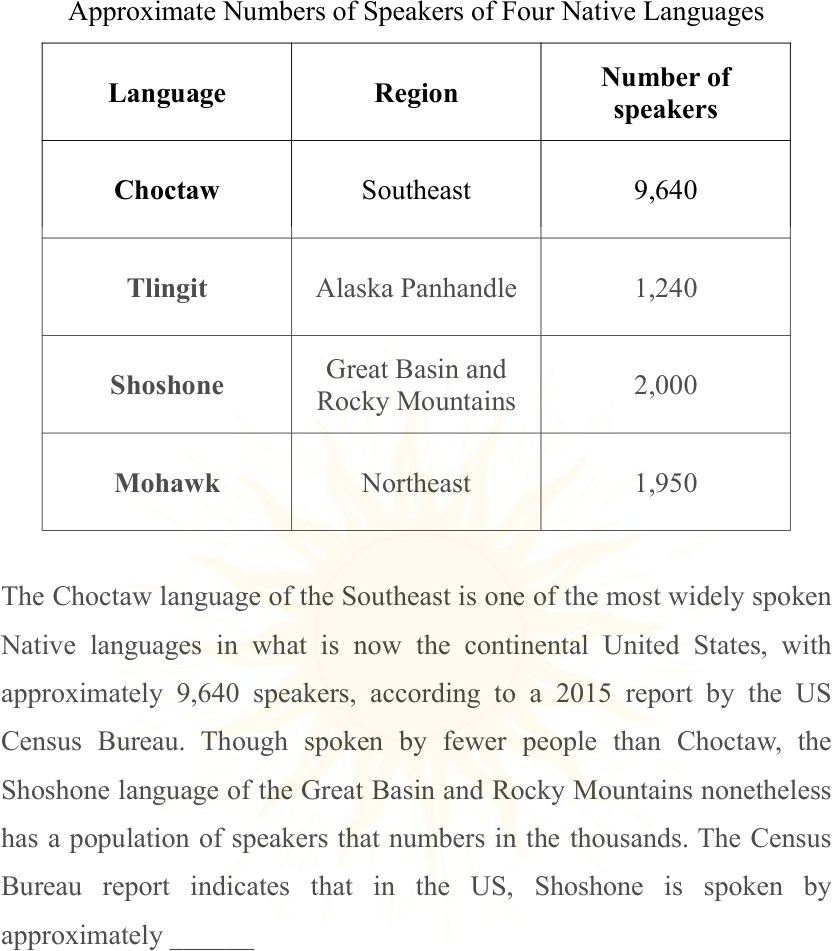 Approximate Numbers of Speakers of Four Native Languages
Language Region Number of
speakers
Choctaw Southeast 9,640
Tlingit Alaska Panhandle 1,240
Shoshone Great Basin and
Rocky Mountains 2,000
Mohawk Northeast 1,950
The Choctaw language of the Southeast is one of the most widely spoken
Native languages in what is now the continental United States, with
approximately 9,640 speakers, according to a 2015 report by the US
Census Bureau. Though spoken by fewer people than Choctaw, the
Shoshone language of the Great Basin and Rocky Mountains nonetheless
has a population of speakers that numbers in the thousands. The Census
Bureau report indicates that in the US, Shoshone is spoken by
approximately ______